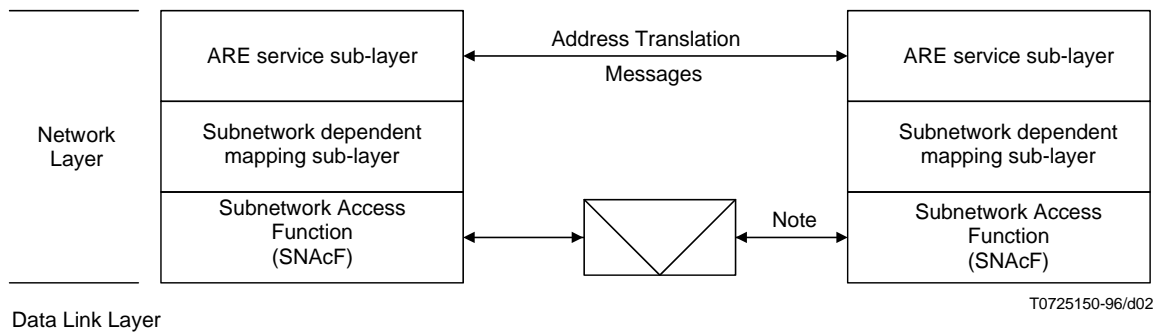 ARE service sub-layer
Address Translation
Messages
ARE service sub-layer
Network
Layer
Subnetwork dependent
mapping sub-layer
Subnetwork dependent
mapping sub-layer
Subnetwork Access
Function
(SNAcF)
Note
Subnetwork Access
Function
(SNAcF)
T0725150-96/d02
Data Link Layer